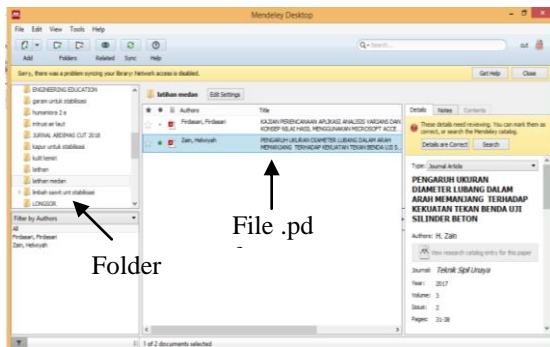 Mendeley Desktop
File Edit View Tools Help
Search...
Add Folders Related Sync Help
Sorry, there was a problem syncing your library: Network access is disabled.
Get Help Close
ENGINEERING EDUCATION
garam untuk stabilisasi
humaniora 2 e
intrusi air laut
JURNAL ABDIMAS CUT 2018
kapur untuk stabilisasi
kulit kemiri
latihan
latihan medan
limbah sawit unt stabilisasi
LONGSOR
Filter by Authors
All
Firdasari, Firdasari
Zain, Helwiyah
latihan medan Edit Settings
Authors Title
Firdasari, Firdasari KAJIAN PERENCANAAN APLIKASI ANALISIS VARIANS DAN
KONSEP NILAI HASIL MENGGUNAKAN MICROSOFT ACCE...
Zain, Helwiyah PENGARUH UKURAN DIAMETER LUBANG DALAM ARAH
MEMANJANG TERHADAP KEKUATAN TEKAN BENDA UJI S...
File .pd
Folder
Details Notes Contents
These details need reviewing. You can mark them as
correct, or search the Mendeley catalog.
Details are Correct Search
Type: Journal Article
PENGARUH UKURAN
DIAMETER LUBANG DALAM
ARAH MEMANJANG TERHADAP
KEKUATAN TEKAN BENDA UJI
SILINDER BETON
Authors: H. Zain
View research catalog entry for this paper
Journal: Teknik Sipil Unaya
Year: 2017
Volume: 3
Issue: 2
Pages: 31-38
1 of 2 documents selected